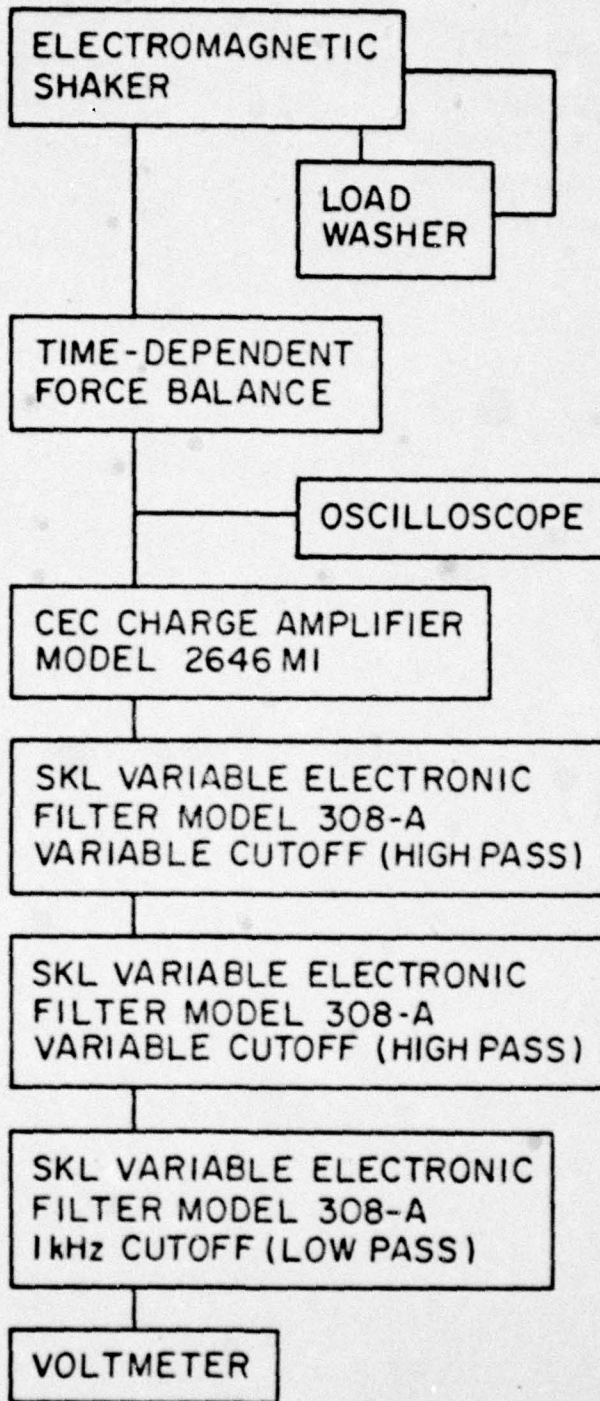 ELECTROMAGNETIC
SHAKER
LOAD
WASHER
TIME-DEPENDENT
FORCE BALANCE
OSCILLOSCOPE
CEC CHARGE AMPLIFIER
MODEL 2646 MI
SKL VARIABLE ELECTRONIC
FILTER MODEL 308-A
VARIABLE CUTOFF (HIGH PASS)
SKL VARIABLE ELECTRONIC
FILTER MODEL 308-A
VARIABLE CUTOFF (HIGH PASS)
SKL VARIABLE ELECTRONIC
FILTER MODEL 308-A
1 kHz CUTOFF (LOW PASS)
VOLTMETER